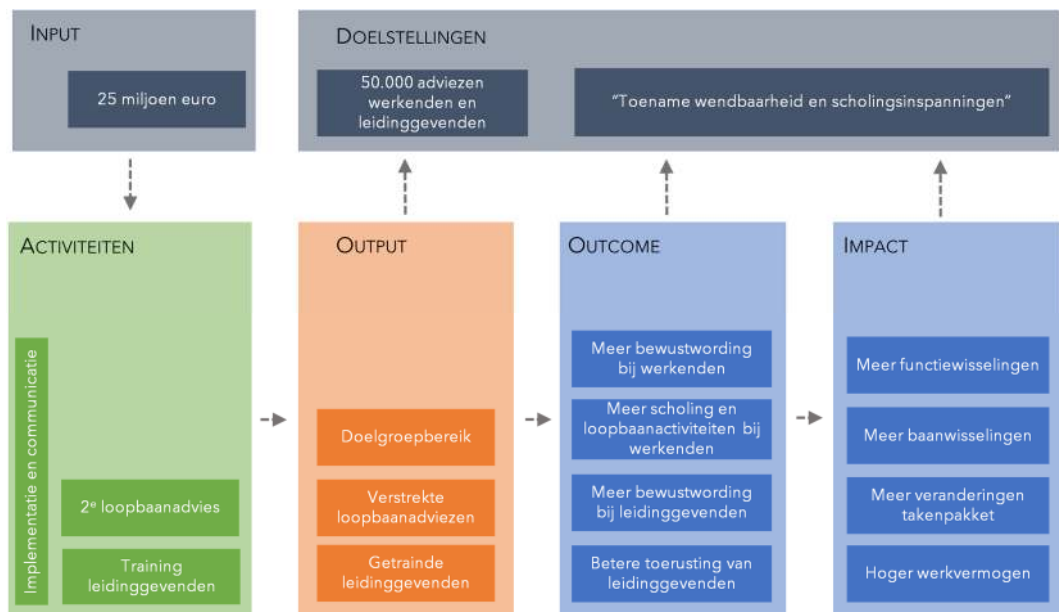 INPUT
25 miljoen euro
DOELSTELLINGEN
50.000 adviezen
werkenden en
leidinggevenden
“Toename wendbaarheid en scholingsinspanningen”
ACTIVITEITEN
Implementatie en communicatie
2e loopbaanadvies
Training
leidinggevenden
OUTPUT
Doelgroepbereik
Verstrekte
loopbaanadviezen
Getrainde
leidinggevenden
OUTCOME
Meer bewustwording
bij werkenden
Meer scholing en
loopbaanactiviteiten bij
werkenden
Meer bewustwording
bij leidinggevenden
Betere toerusting van
leidinggevenden
IMPACT
Meer functiewisselingen
Meer baanwisselingen
Meer veranderingen
takenpakket
Hoger werkvermogen